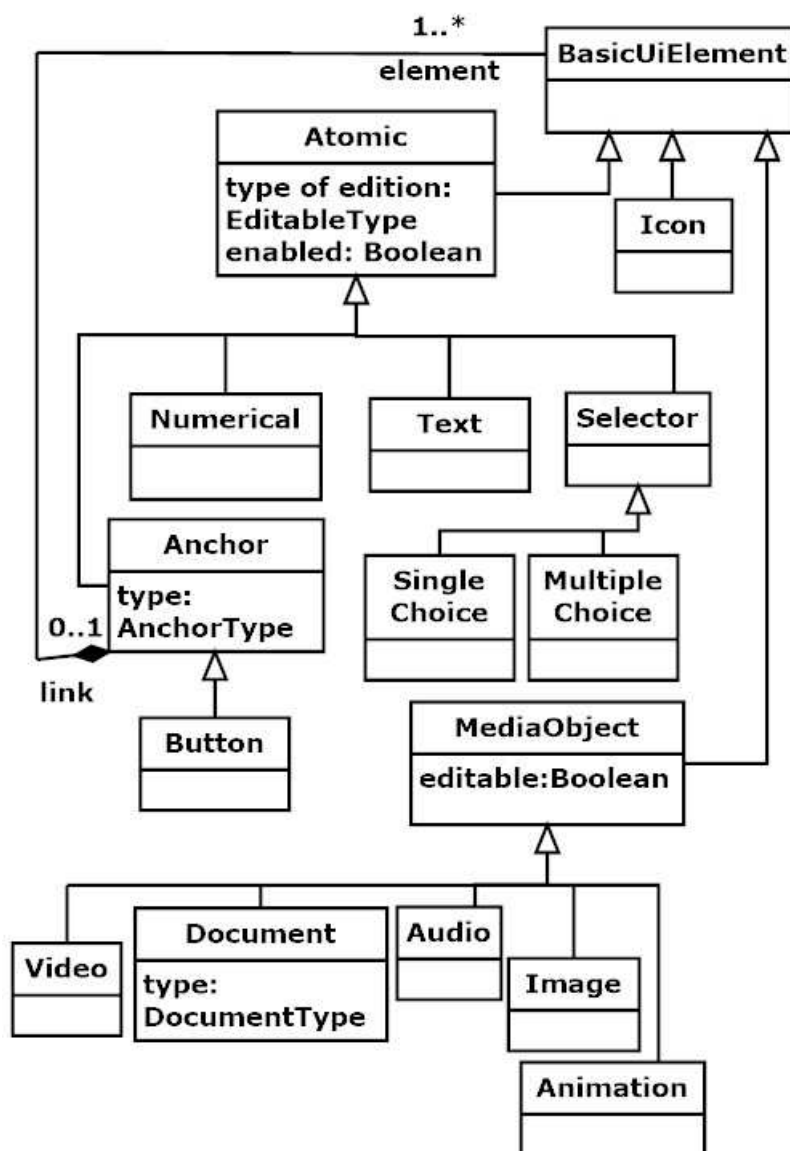 1..*
element
BasicUiElement
Atomic
type of edition:
EditableType
enabled: Boolean
Icon
Numerical
Text
Selector
Anchor
type:
AnchorType
0..1
link
Single
Choice
Multiple
Choice
Button
MediaObject
editable:Boolean
Video
Document
type:
DocumentType
Audio
Image
Animation